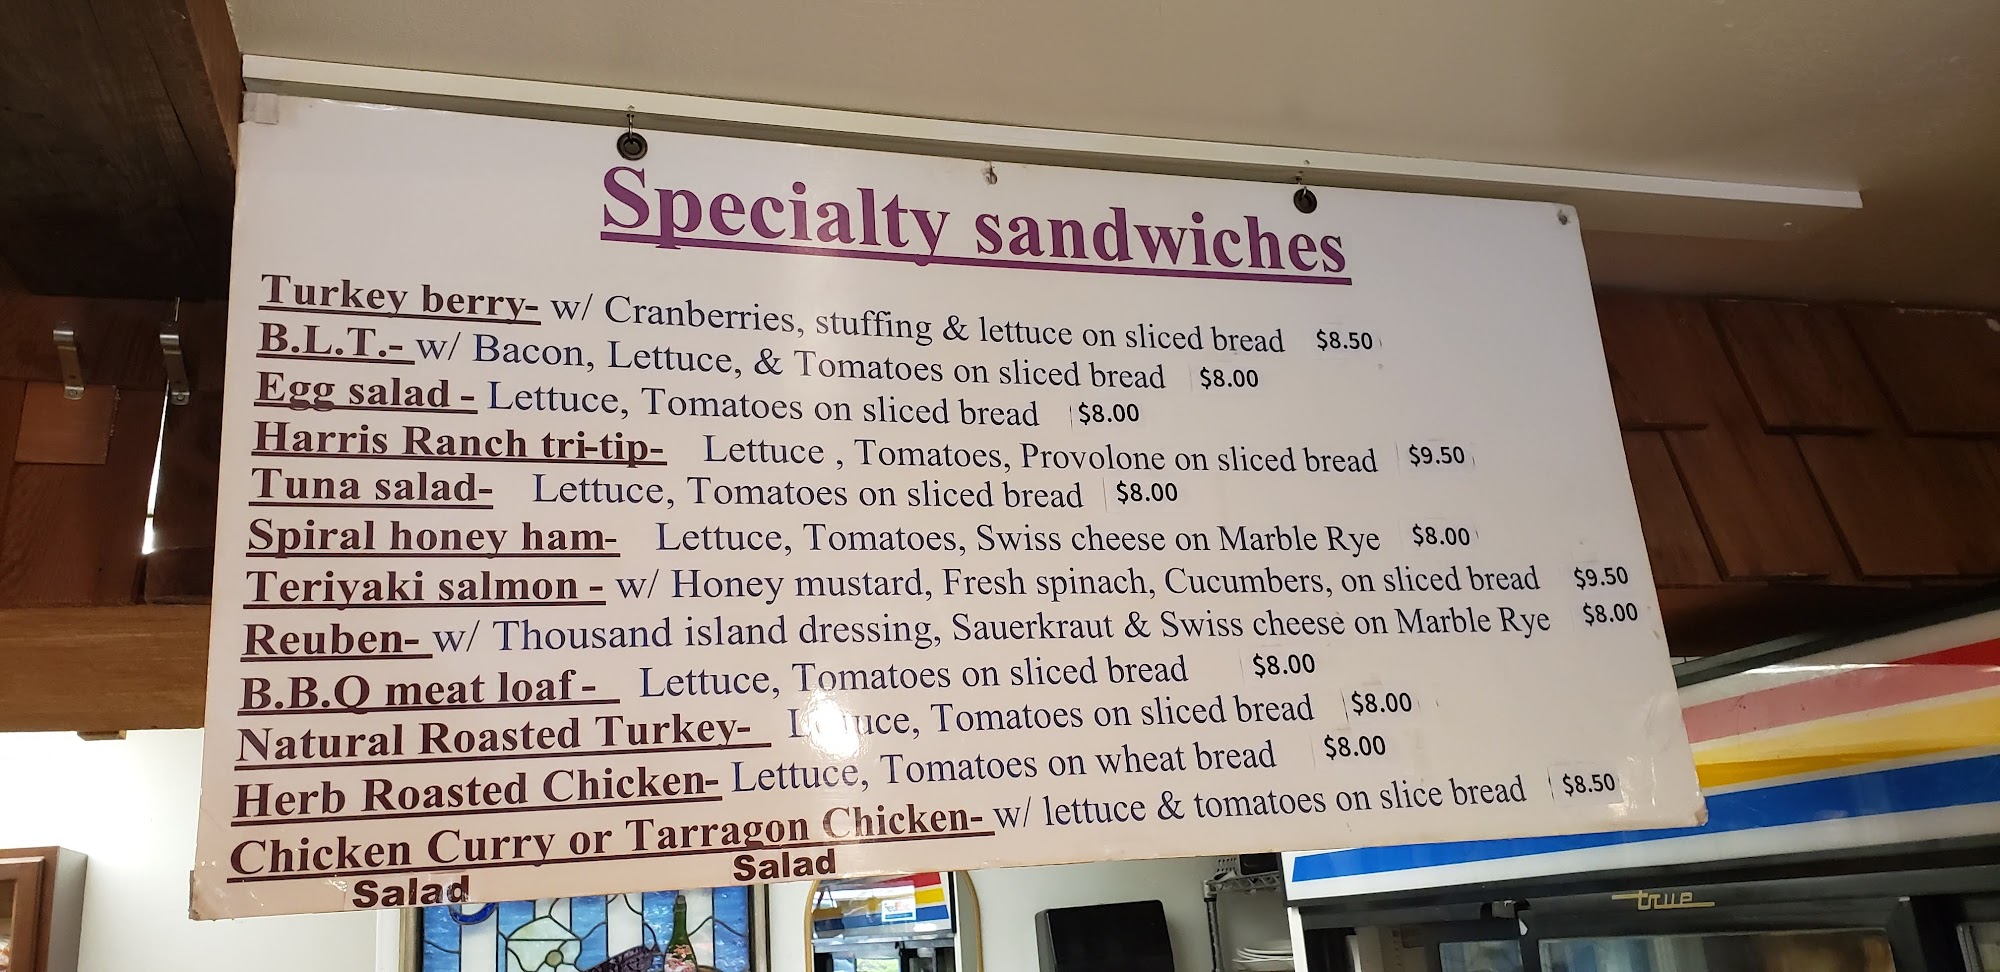 Specialty sandwiches
Turkey berry- w/ Cranberries, stuffing & lettuce on sliced bread $8.50
B.L.T.- w/ Bacon, Lettuce, & Tomatoes on sliced bread $8.00
Egg salad - Lettuce, Tomatoes on sliced bread $8.00
Harris Ranch tri-tip- Lettuce , Tomatoes, Provolone on sliced bread $9.50
Tuna salad- Lettuce, Tomatoes on sliced bread $8.00
Spiral honey ham- Lettuce, Tomatoes, Swiss cheese on Marble Rye $8.00
Teriyaki salmon - w/ Honey mustard, Fresh spinach, Cucumbers, on sliced bread $9.50
Reuben- w/ Thousand island dressing, Sauerkraut & Swiss cheese on Marble Rye $8.00
B.B.Q meat loaf - Lettuce, Tomatoes on sliced bread $8.00
Natural Roasted Turkey- Lettuce, Tomatoes on sliced bread $8.00
Herb Roasted Chicken- Lettuce, Tomatoes on wheat bread $8.00
Chicken Curry or Tarragon Chicken- w/ lettuce & tomatoes on slice bread $8.50
Salad Salad
true